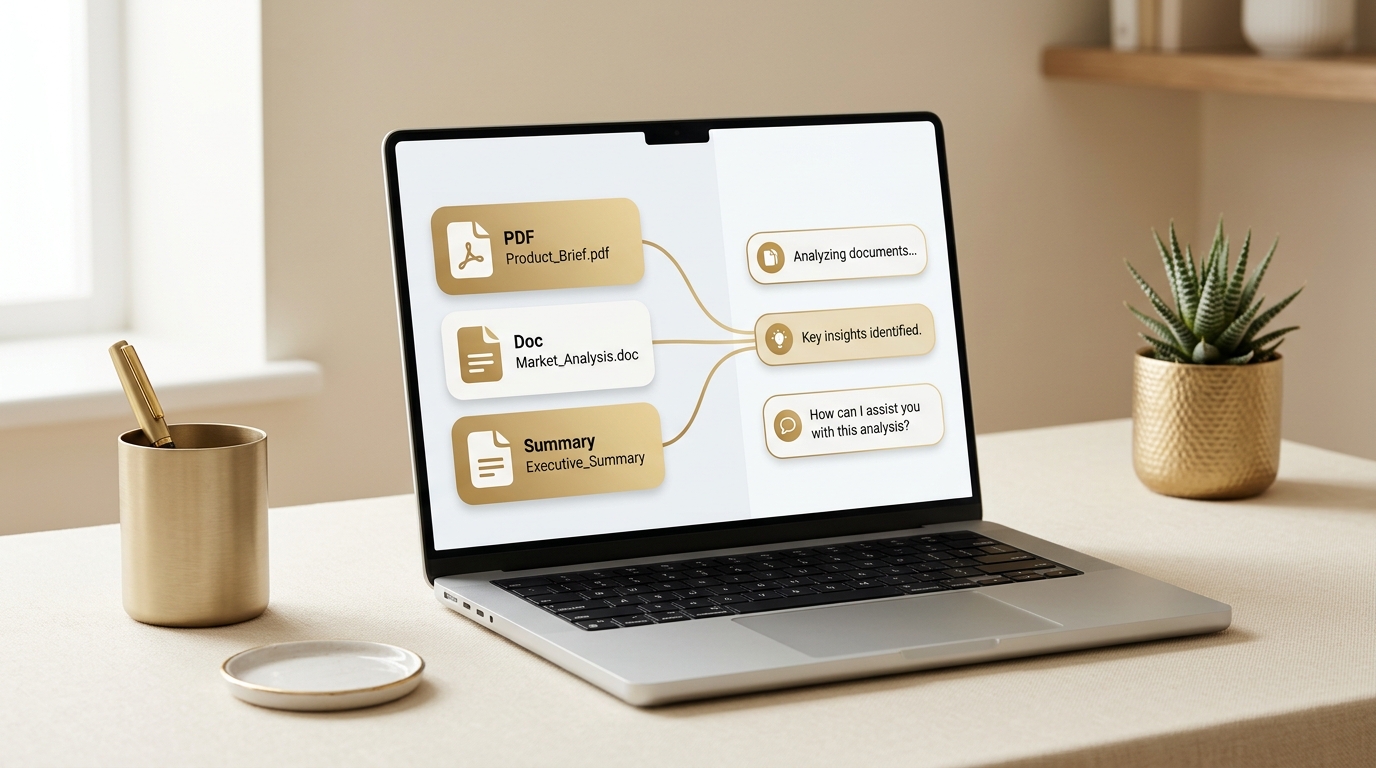 PDF
Product_Brief.pdf
Doc
Market_Analysis.doc
Summary
Executive_Summary
Analyzing documents...
Key insights identified.
How can I assist you
with this analysis?